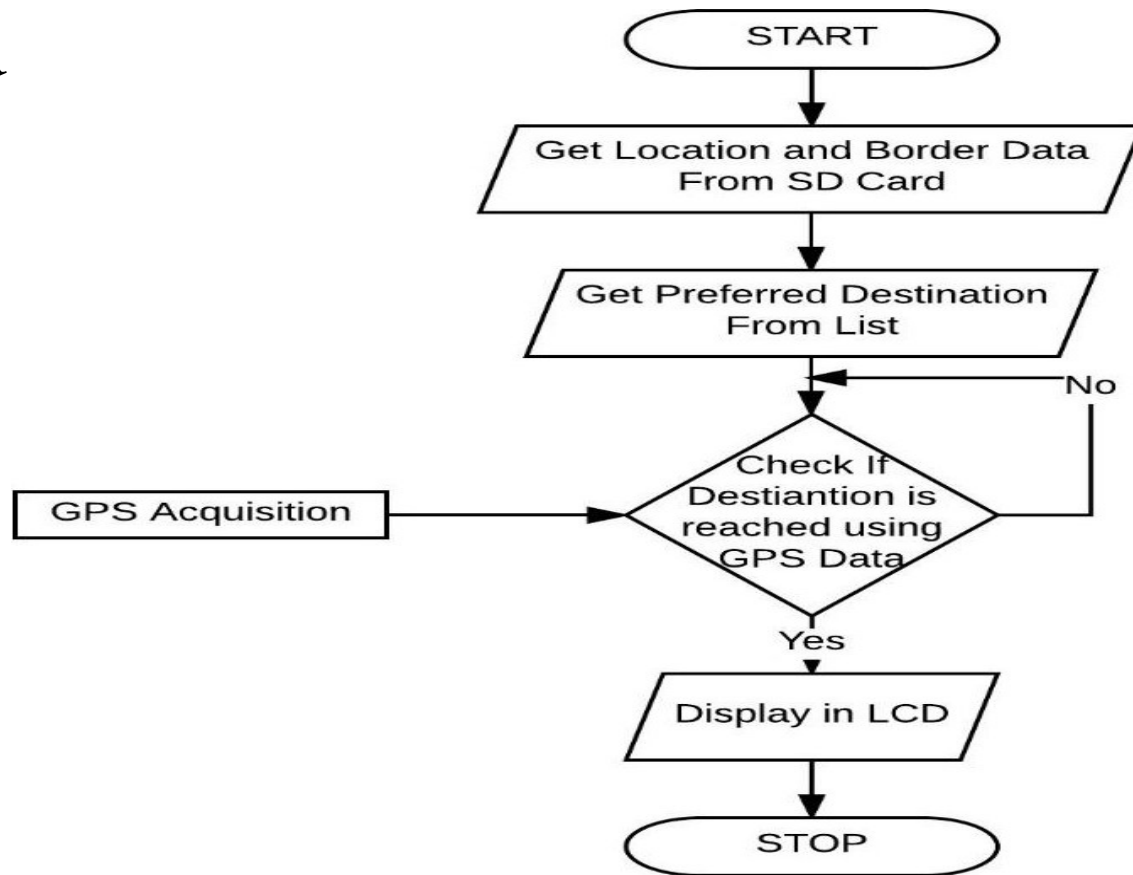 START
Get Location and Border Data
From SD Card
Get Preferred Destination
From List
No
Check If
Destiantion is
reached using
GPS Data
GPS Acquisition
Yes
Display in LCD
STOP